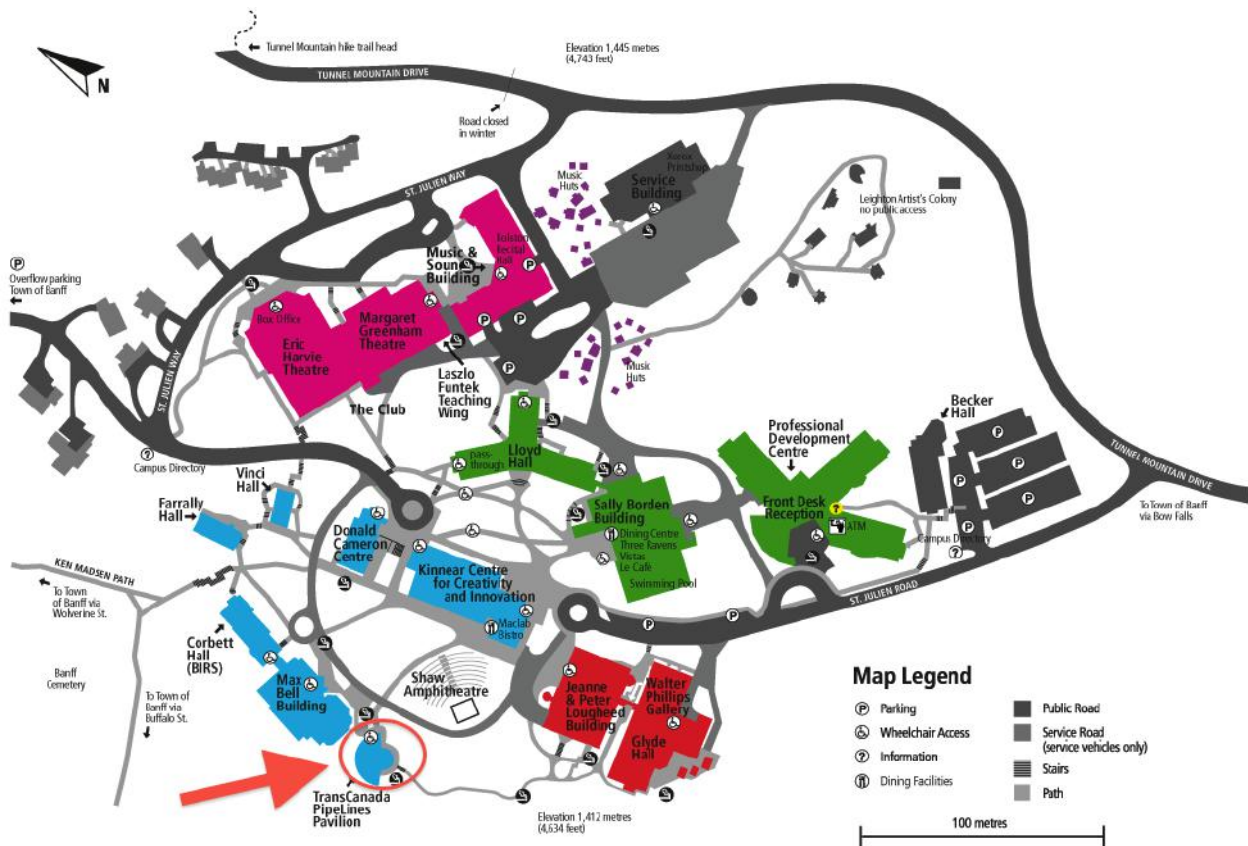 Tunnel Mountain hike trail head
Elevation 1,445 metres
(4,743 feet)
TUNNEL MOUNTAIN DRIVE
N
Road closed
in winter
Xerox
Printshop
Service
Building
Music
Huts
ST. JULIEN WAY
Leighton Artist's Colony
no public access
Music &
Sound
Building
Rolston
Recital
Hall
P
Overflow parking
Town of Banff
Box Office
Eric
Harvie
Theatre
Margaret
Greenham
Theatre
Laszlo
Funtek
Teaching
Wing
Music
Huts
ST. JULIEN WAY
The Club
Becker
Hall
Professional
Development
Centre
TUNNEL MOUNTAIN DRIVE
To Town of Banff
via Bow Falls
Campus Directory
pass-
through
Lloyd
Hall
Vinci
Hall
Farrally
Hall
Sally Borden
Building
Dining Centre
Three Ravens
Vistas
Le Café
Swimming Pool
Front Desk
Reception
ATM
Campus Directory
Donald
Cameron
Centre
Kinnear Centre
for Creativity
and Innovation
Maclab
Bistro
KEN MADSEN PATH
To Town
of Banff via
Wolverine St.
ST. JULIEN ROAD
Corbett
Hall
(BIRS)
Banff
Cemetery
To Town of
Banff via
Buffalo St.
Max
Bell
Building
Shaw
Amphitheatre
Jeanne
& Peter
Lougheed
Building
Walter
Phillips
Gallery
Glyde
Hall
TransCanada
PipeLines
Pavilion
Elevation 1,412 metres
(4,634 feet)
Map Legend
P Parking
Wheelchair Access
? Information
Dining Facilities
Public Road
Service Road
(service vehicles only)
Stairs
Path
100 metres